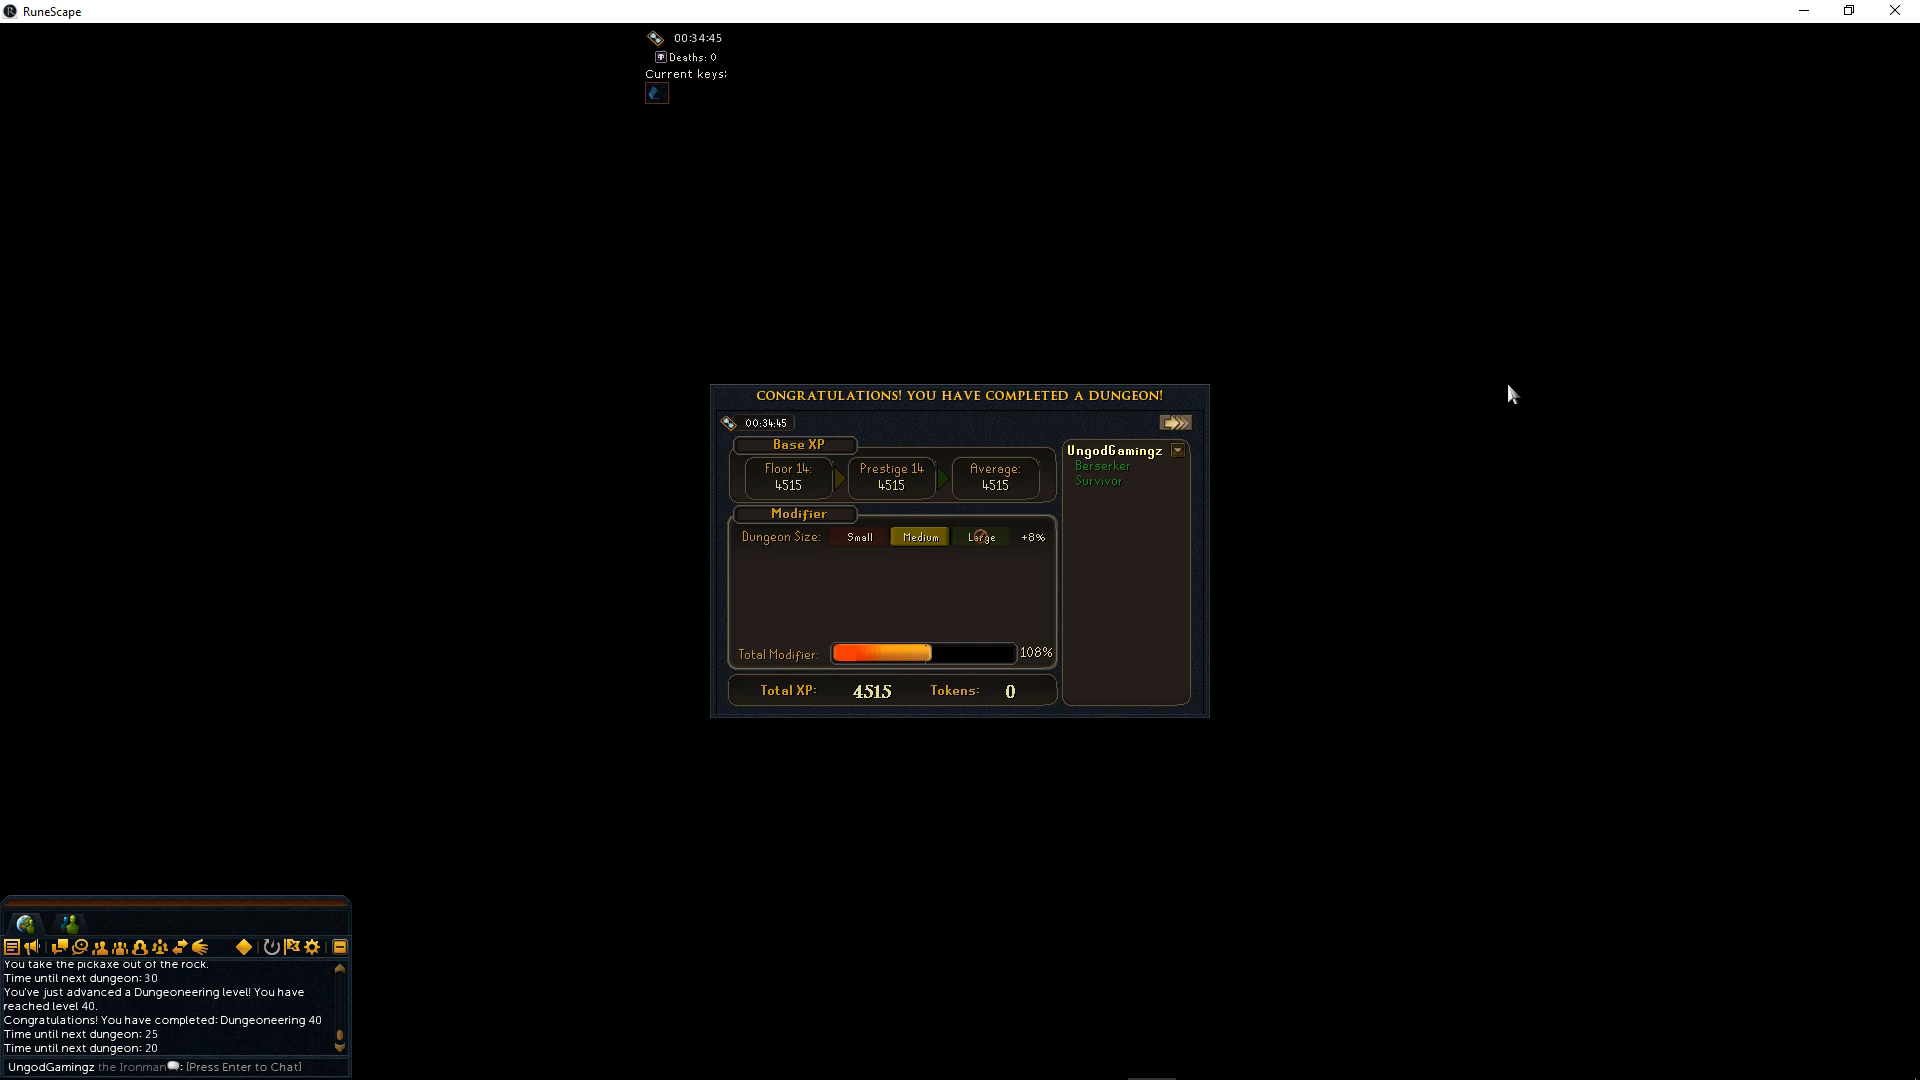 RuneScape
00:34:45
Deaths: 0
Current keys:
CONGRATULATIONS! YOU HAVE COMPLETED A DUNGEON!
00:34:45
Base XP
Floor 14:
4515
Prestige 14
4515
Average:
4515
Modifier
Dungeon Size:
Small
Medium
Large
+8%
Total Modifier:
108%
Total XP:
4515
Tokens:
0
UngodGamingz
Berserker
Survivor
You take the pickaxe out of the rock.
Time until next dungeon: 30
You've just advanced a Dungeoneering level! You have
reached level 40.
Congratulations! You have completed: Dungeoneering 40
Time until next dungeon: 25
Time until next dungeon: 20
UngodGamingz the Ironman: [Press Enter to Chat]